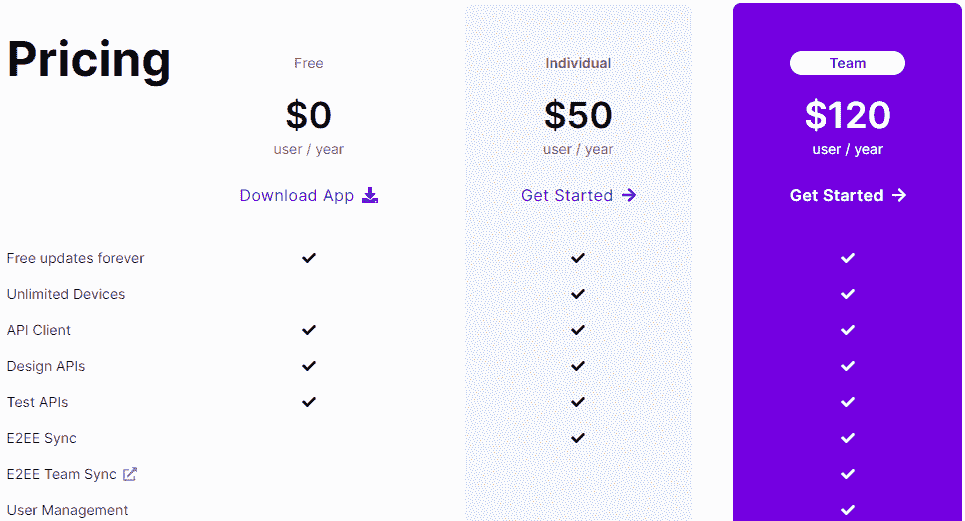 Pricing
Free
Individual
Team
$0
$50
$120
user / year
user / year
user / year
Download App
Get Started
Get Started
Free updates forever
Unlimited Devices
API Client
Design APIs
Test APIs
E2EE Sync
E2EE Team Sync
User Management